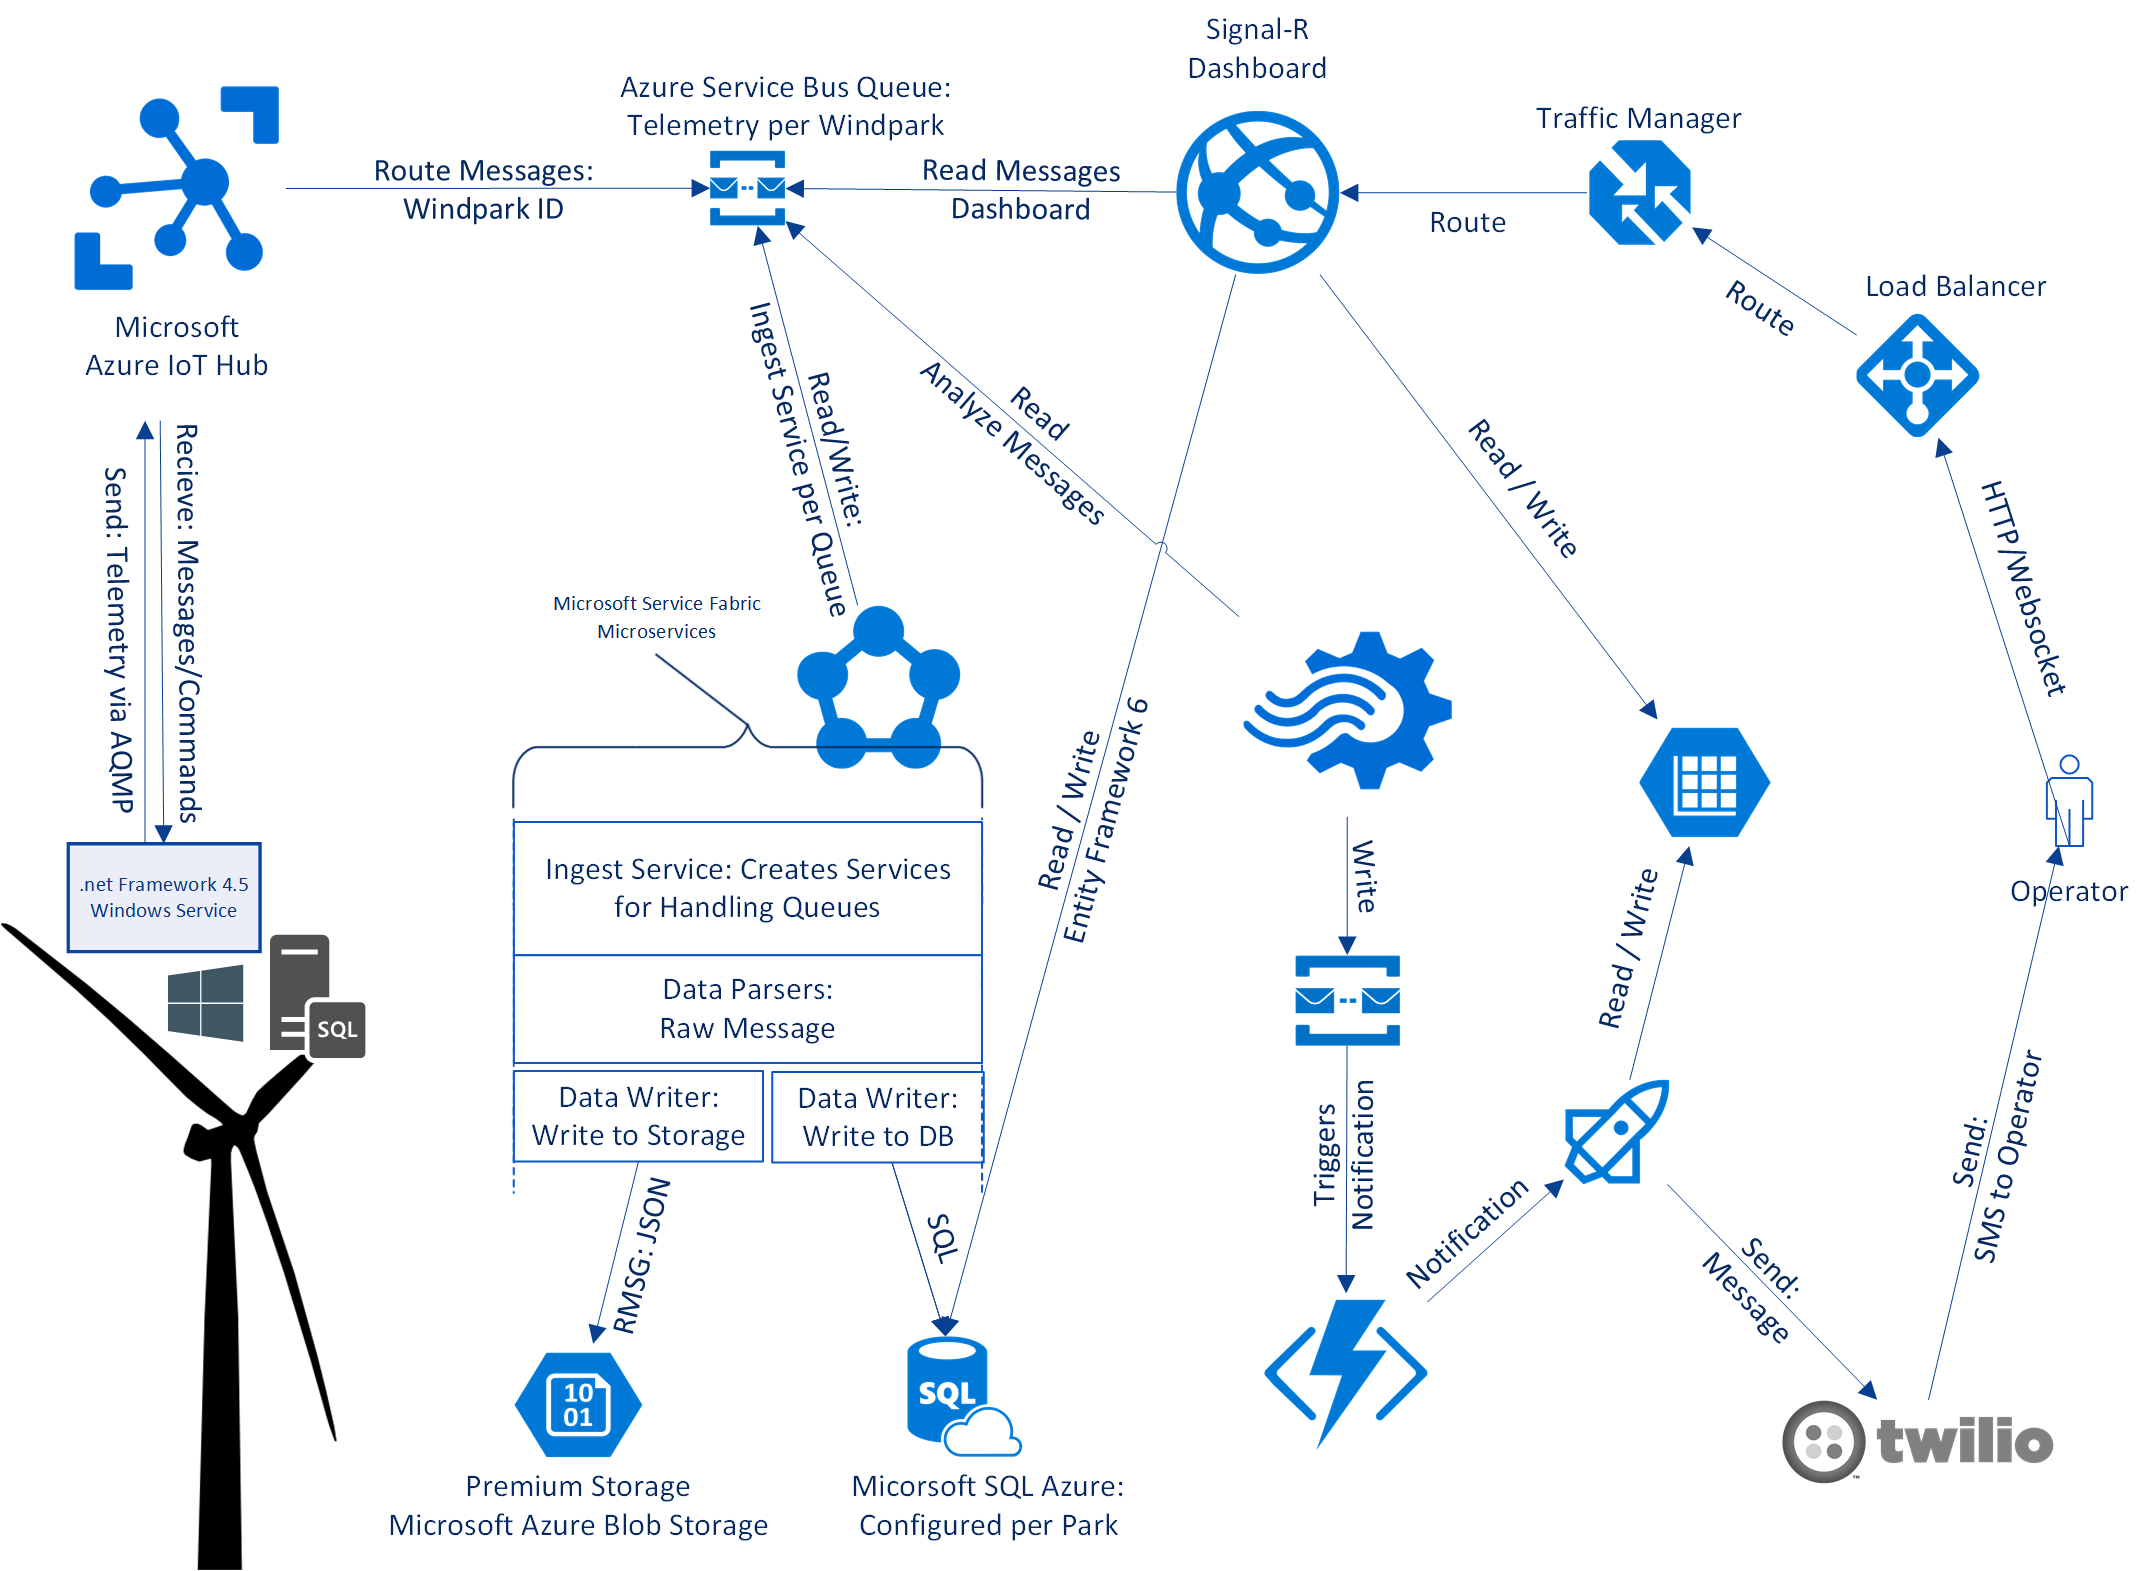 Signal-R
Dashboard
Azure Service Bus Queue:
Telemetry per Windpark
Traffic Manager
Route Messages:
Windpark ID
Read Messages
Dashboard
Route
Load Balancer
Route
Microsoft
Azure IoT Hub
Ingest Service per Queue
Read/Write:
Read
Analyze Messages
Read / Write
HTTP/Websocket
Send: Telemetry via AQMP
Recieve: Messages/Commands
Microsoft Service Fabric
Microservices
Read / Write
Entity Framework 6
.net Framework 4.5
Windows Service
SQL
Ingest Service: Creates Services
for Handling Queues
Data Parsers:
Raw Message
Data Writer:
Write to Storage
Data Writer:
Write to DB
Write
Read / Write
Operator
Triggers
Notification
Notification
Send:
Message
Send:
SMS to Operator
RMSG: JSON
SQL
10
01
SQL
twilio
TM
Premium Storage
Microsoft Azure Blob Storage
Micorsoft SQL Azure:
Configured per Park